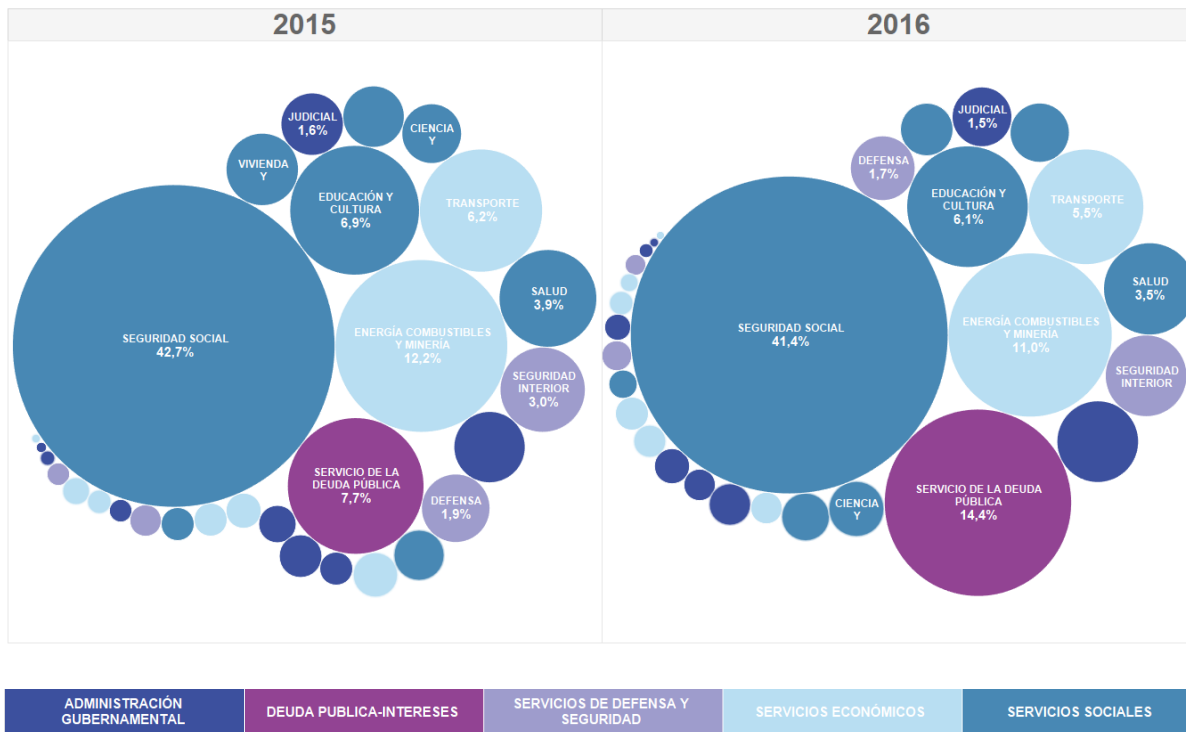 2015
2016
JUDICIAL
1,6%
CIENCIA
Y
VIVIENDA
Y
EDUCACIÓN Y
CULTURA
6,9%
TRANSPORTE
6,2%
SALUD
3,9%
SEGURIDAD SOCIAL
42,7%
ENERGÍA COMBUSTIBLES
Y MINERÍA
12,2%
SEGURIDAD
INTERIOR
3,0%
SERVICIO DE LA
DEUDA PÚBLICA
7,7%
DEFENSA
1,9%
JUDICIAL
1,5%
DEFENSA
1,7%
EDUCACIÓN Y
CULTURA
6,1%
TRANSPORTE
5,5%
SALUD
3,5%
SEGURIDAD SOCIAL
41,4%
ENERGÍA COMBUSTIBLES
Y MINERÍA
11,0%
SEGURIDAD
INTERIOR
SERVICIO DE LA DEUDA
PÚBLICA
14,4%
CIENCIA
Y
ADMINISTRACIÓN
GUBERNAMENTAL
DEUDA PUBLICA-INTERESES
SERVICIOS DE DEFENSA Y
SEGURIDAD
SERVICIOS ECONÓMICOS
SERVICIOS SOCIALES